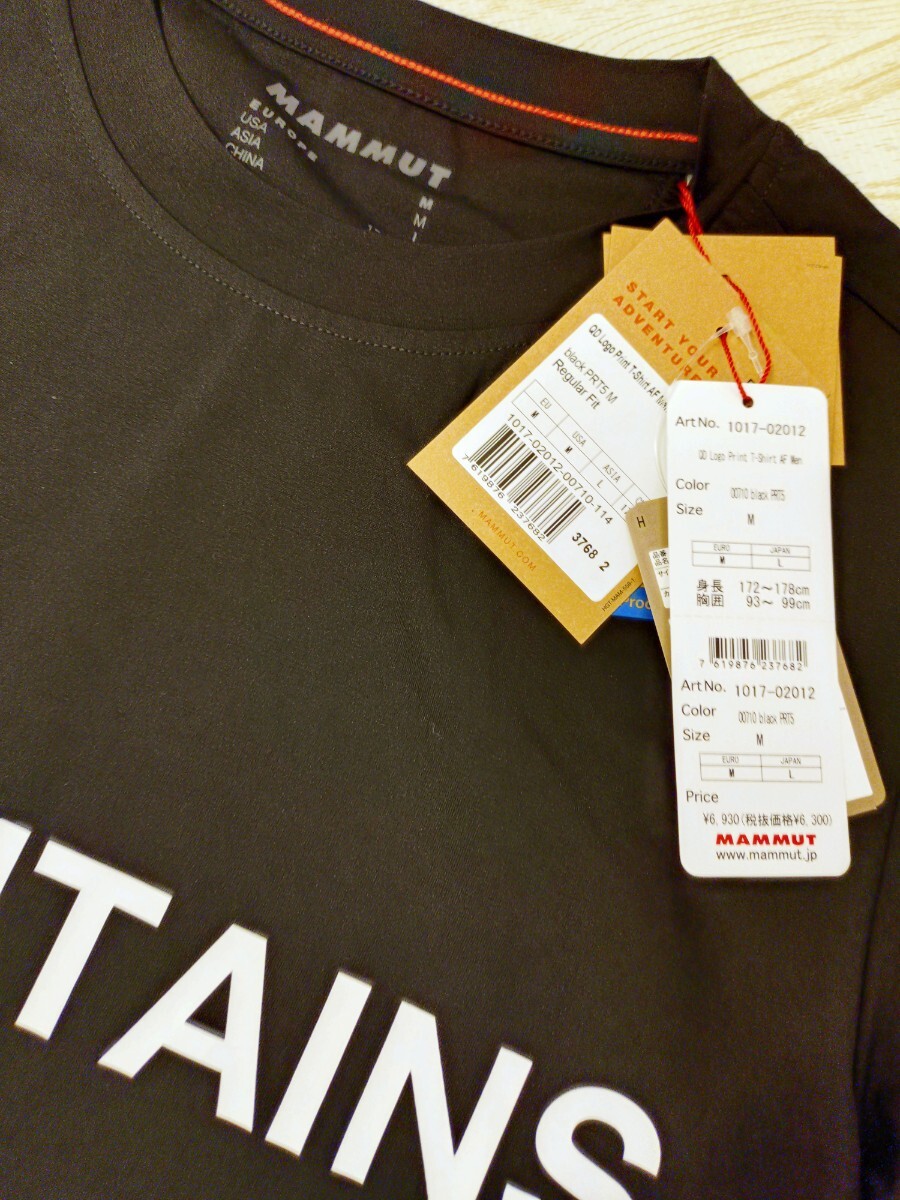 MAMMUT
EUROPE M
USA M
ASIA L
CHINA
START YOUR
ADVENTURE
QD Logo Print T-Shirt AF Men
black PRT5 M
Regular Fit
EU USA ASIA
M M L
1017-02012-00710-114
7 619876 237682
3768 2
MAMMUT.COM
H
Art No. 1017-02012
QD Logo Print T-Shirt AF Men
Color 00710 black PRT5
Size M
EURO JAPAN
M L
身長 172~178cm
胸囲 93~ 99cm
7 619876 237682
Art No. 1017-02012
Color 00710 black PRT5
Size M
EURO JAPAN
M L
Price
¥6,930(税抜価格¥6,300)
MAMMUT
www.mammut.jp
TAINS